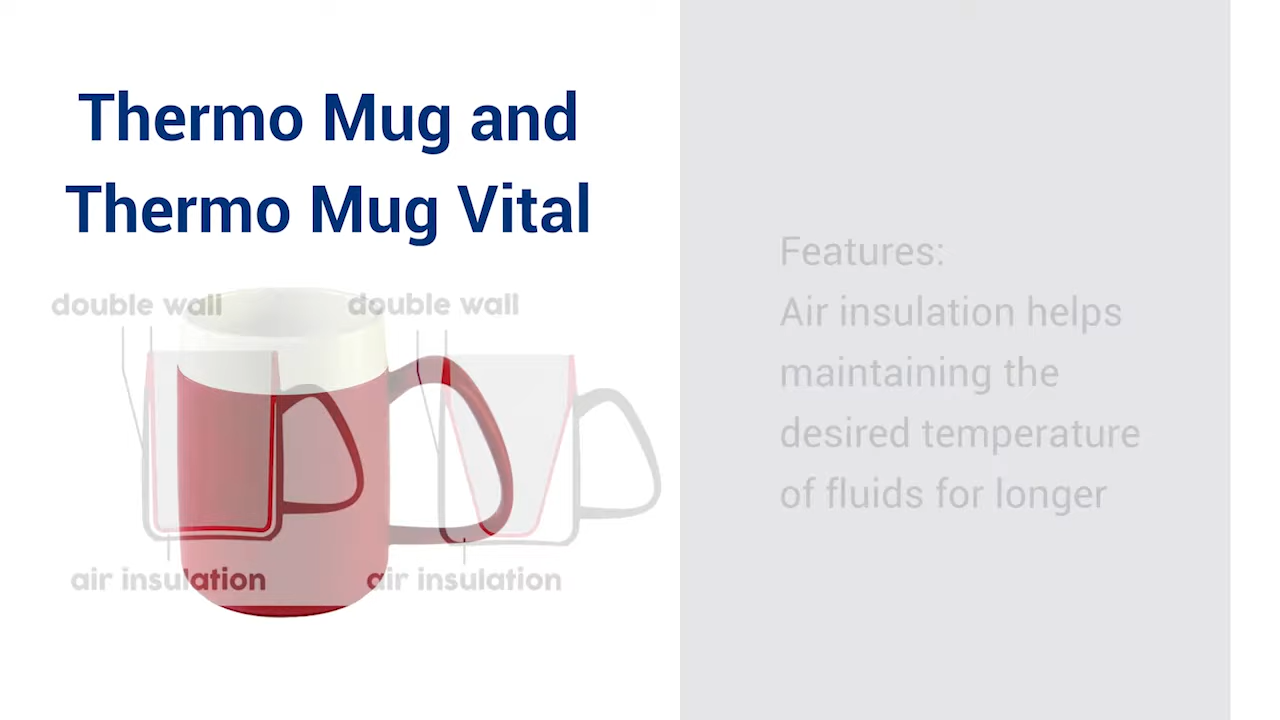 Thermo Mug and
Thermo Mug Vital
double wall
double wall
air insulation
air insulation
Features:
Air insulation helps
maintaining the
desired temperature
of fluids for longer